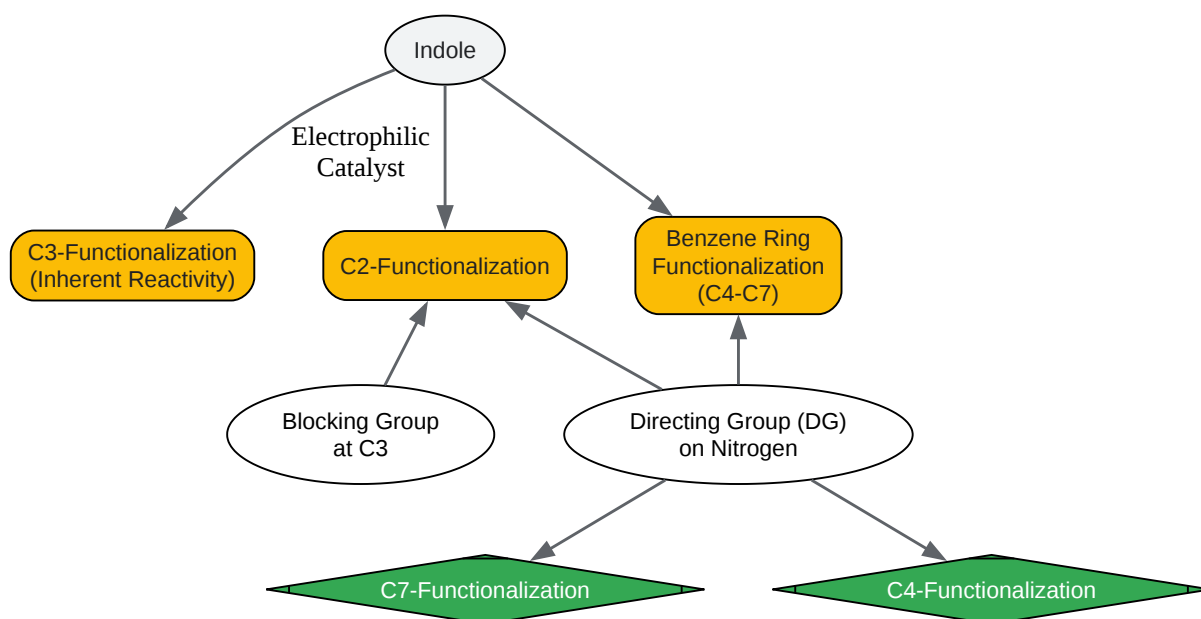 Indole
Electrophilic
Catalyst
C3-Functionalization
(Inherent Reactivity)
C2-Functionalization
Benzene Ring
Functionalization
(C4-C7)
Blocking Group
at C3
Directing Group (DG)
on Nitrogen
C7-Functionalization
C4-Functionalization